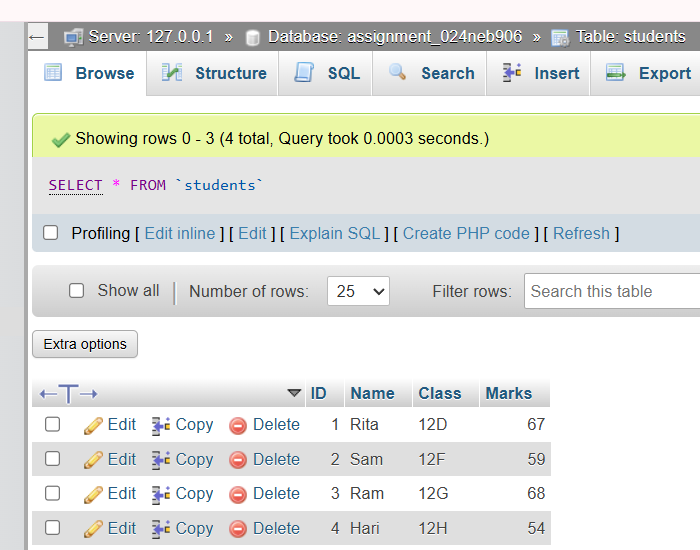 ← Server: 127.0.0.1 » Database: assignment_024neb906 » Table: students
Browse Structure SQL Search Insert Export
Showing rows 0 - 3 (4 total, Query took 0.0003 seconds.)
SELECT * FROM `students`
Profiling [ Edit inline ] [ Edit ] [ Explain SQL ] [ Create PHP code ] [ Refresh ]
Show all | Number of rows: 25 Filter rows: Search this table
Extra options
←T→ ID Name Class Marks
Edit Copy Delete 1 Rita 12D 67
Edit Copy Delete 2 Sam 12F 59
Edit Copy Delete 3 Ram 12G 68
Edit Copy Delete 4 Hari 12H 54